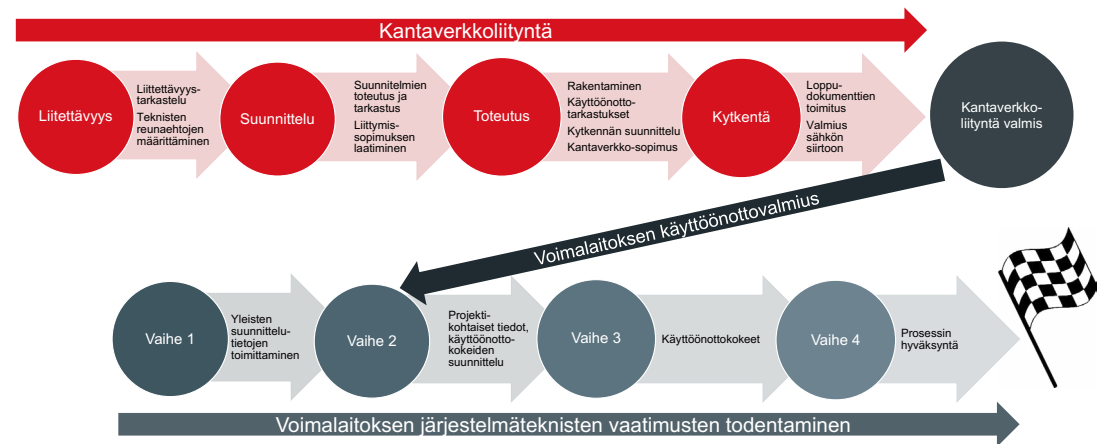 Kantaverkkoliityntä
Liitettävyys
Liittettävyys-
tarkastelu
Teknisten
reunaehtojen
määrittäminen
Suunnittelu
Suunnitelmien
toteutus ja
tarkastus
Liittymis-
sopimuksen
laatiminen
Toteutus
Rakentaminen
Käyttöönotto-
tarkastukset
Kytkennän suunnittelu
Kantaverkko-sopimus
Kytkentä
Loppu-
dokumenttien
toimitus
Valmius
sähkön
siirtoon
Kantaverkko-
liityntä valmis
Voimalaitoksen käyttöönottovalmius
Vaihe 1
Yleisten
suunnittelu-
tietojen
toimittaminen
Vaihe 2
Projekti-
kohtaiset tiedot,
käyttöönotto-
kokeiden
suunnittelu
Vaihe 3
Käyttöönottokokeet
Vaihe 4
Prosessin
hyväksyntä
Voimalaitoksen järjestelmäteknisten vaatimusten todentaminen